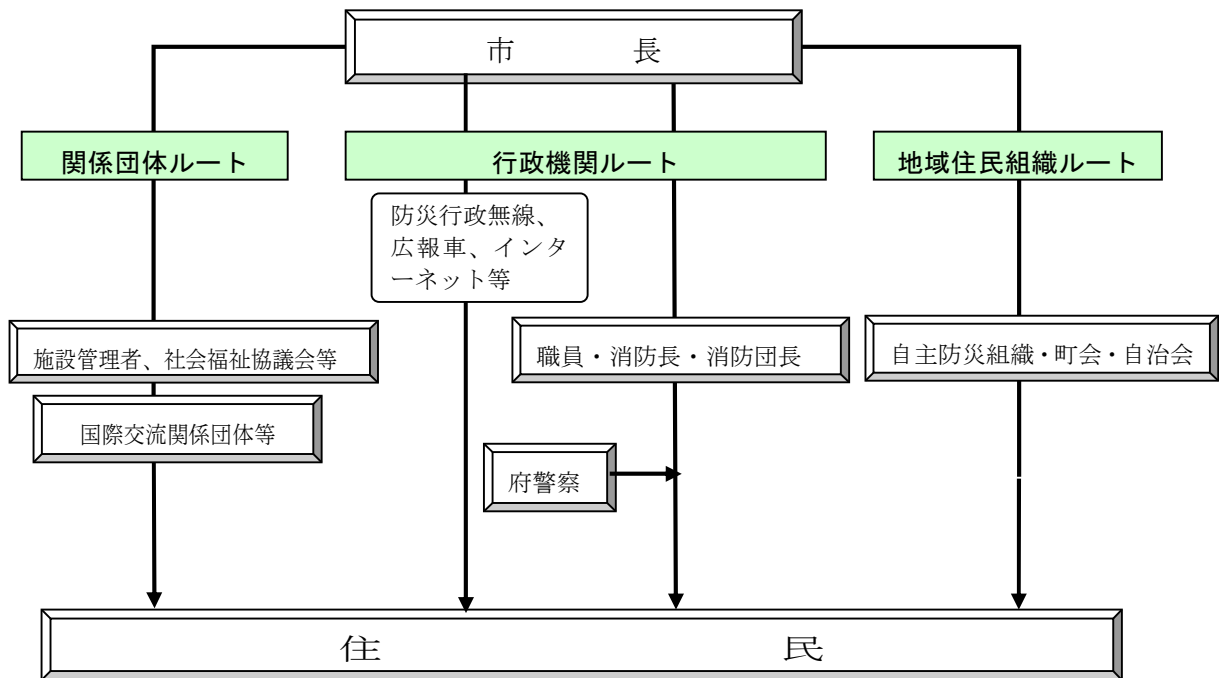 市　　　　長
関係団体ルート
行政機関ルート
地域住民組織ルート
防災行政無線、
広報車、インタ
ーネット等
施設管理者、社会福祉協議会等
職員・消防長・消防団長
自主防災組織・町会・自治会
国際交流関係団体等
府警察
住　　　　　　　　　　　民